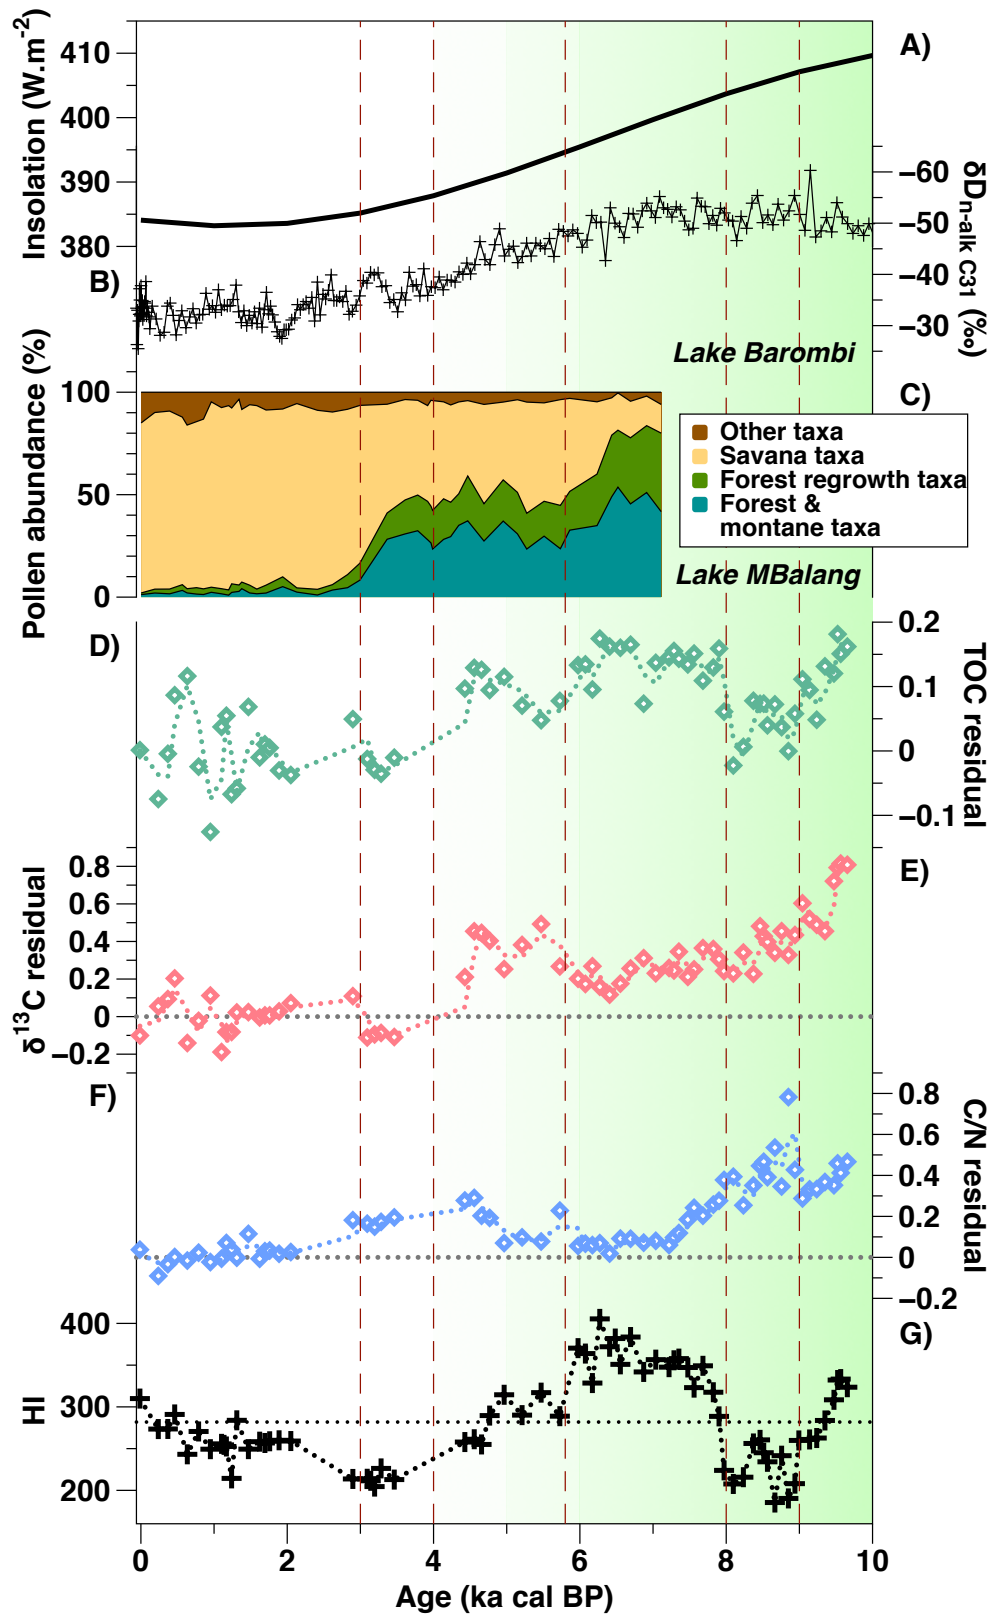 A)
Insolation (W.m-2)
410
400
390
380
−60
−50
−40
−30
δDn-alk C31 (‰)
B)
Lake Barombi
Pollen abundance (%)
100
50
0
C)
Other taxa
Savana taxa
Forest regrowth taxa
Forest &
montane taxa
Lake MBalang
D)
0.2
0.1
0
−0.1
TOC residual
E)
0.8
0.6
0.4
0.2
0
−0.2
δ13C residual
F)
0.8
0.6
0.4
0.2
0
−0.2
C/N residual
G)
400
300
200
HI
0
2
4
6
8
10
Age (ka cal BP)